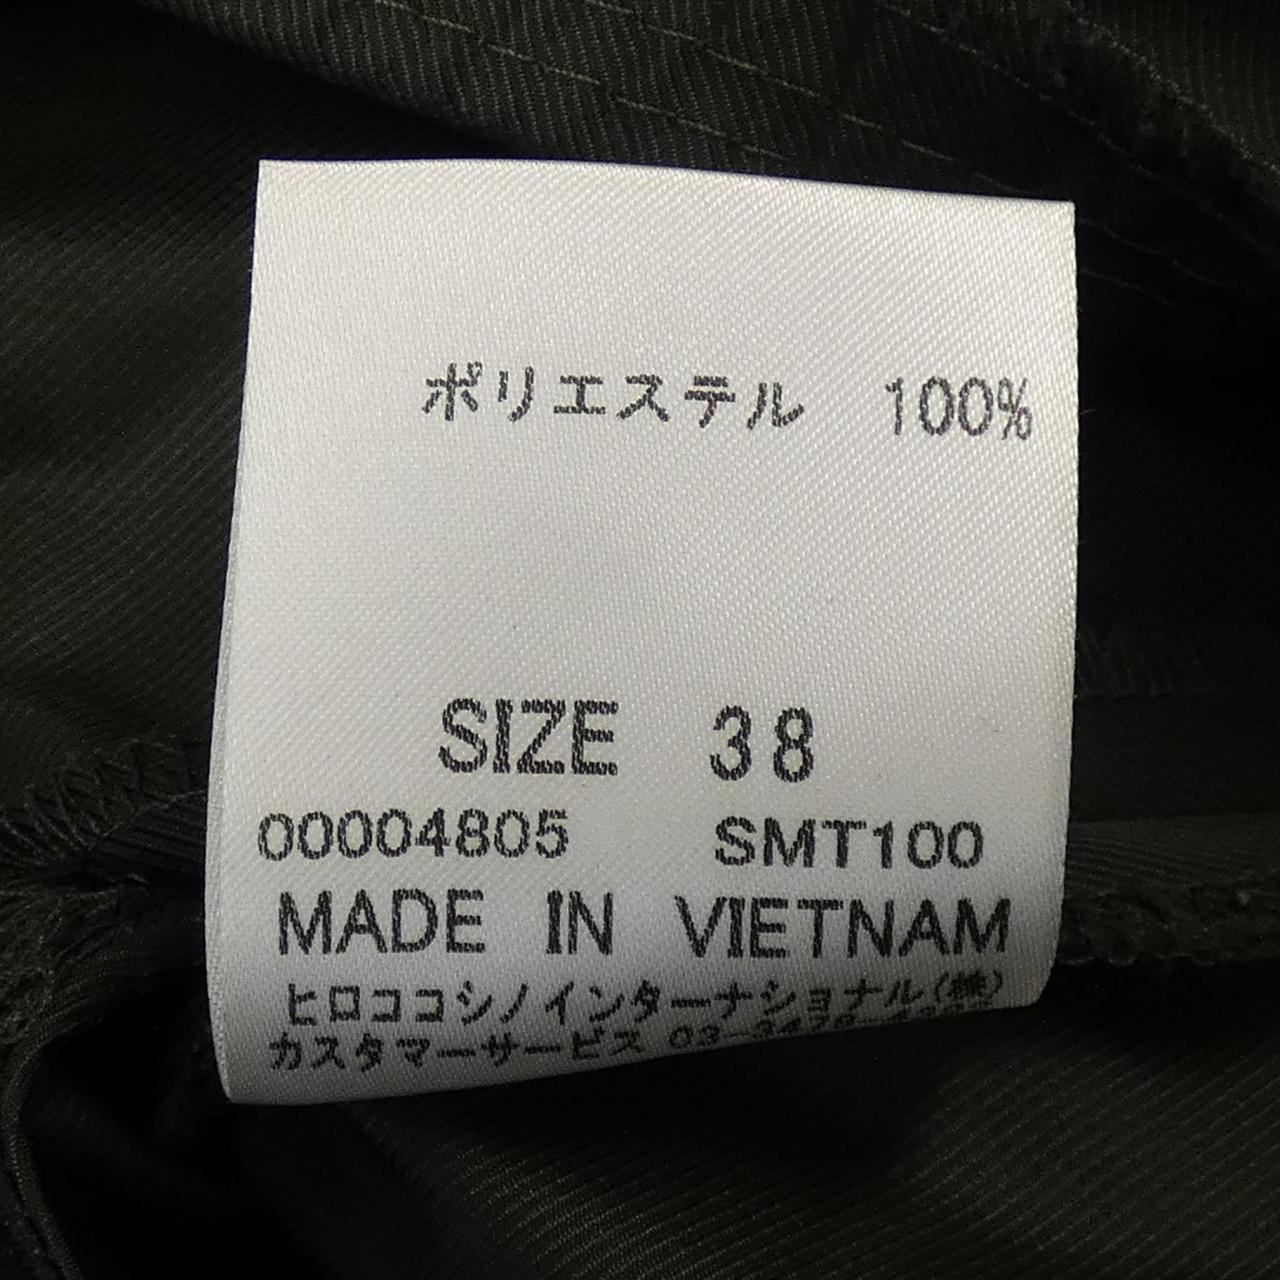 ポリエステル 100%
SIZE 38
00004805 SMT100
MADE IN VIETNAM
ヒロココシノインターナショナル(株)
カスタマーサービス